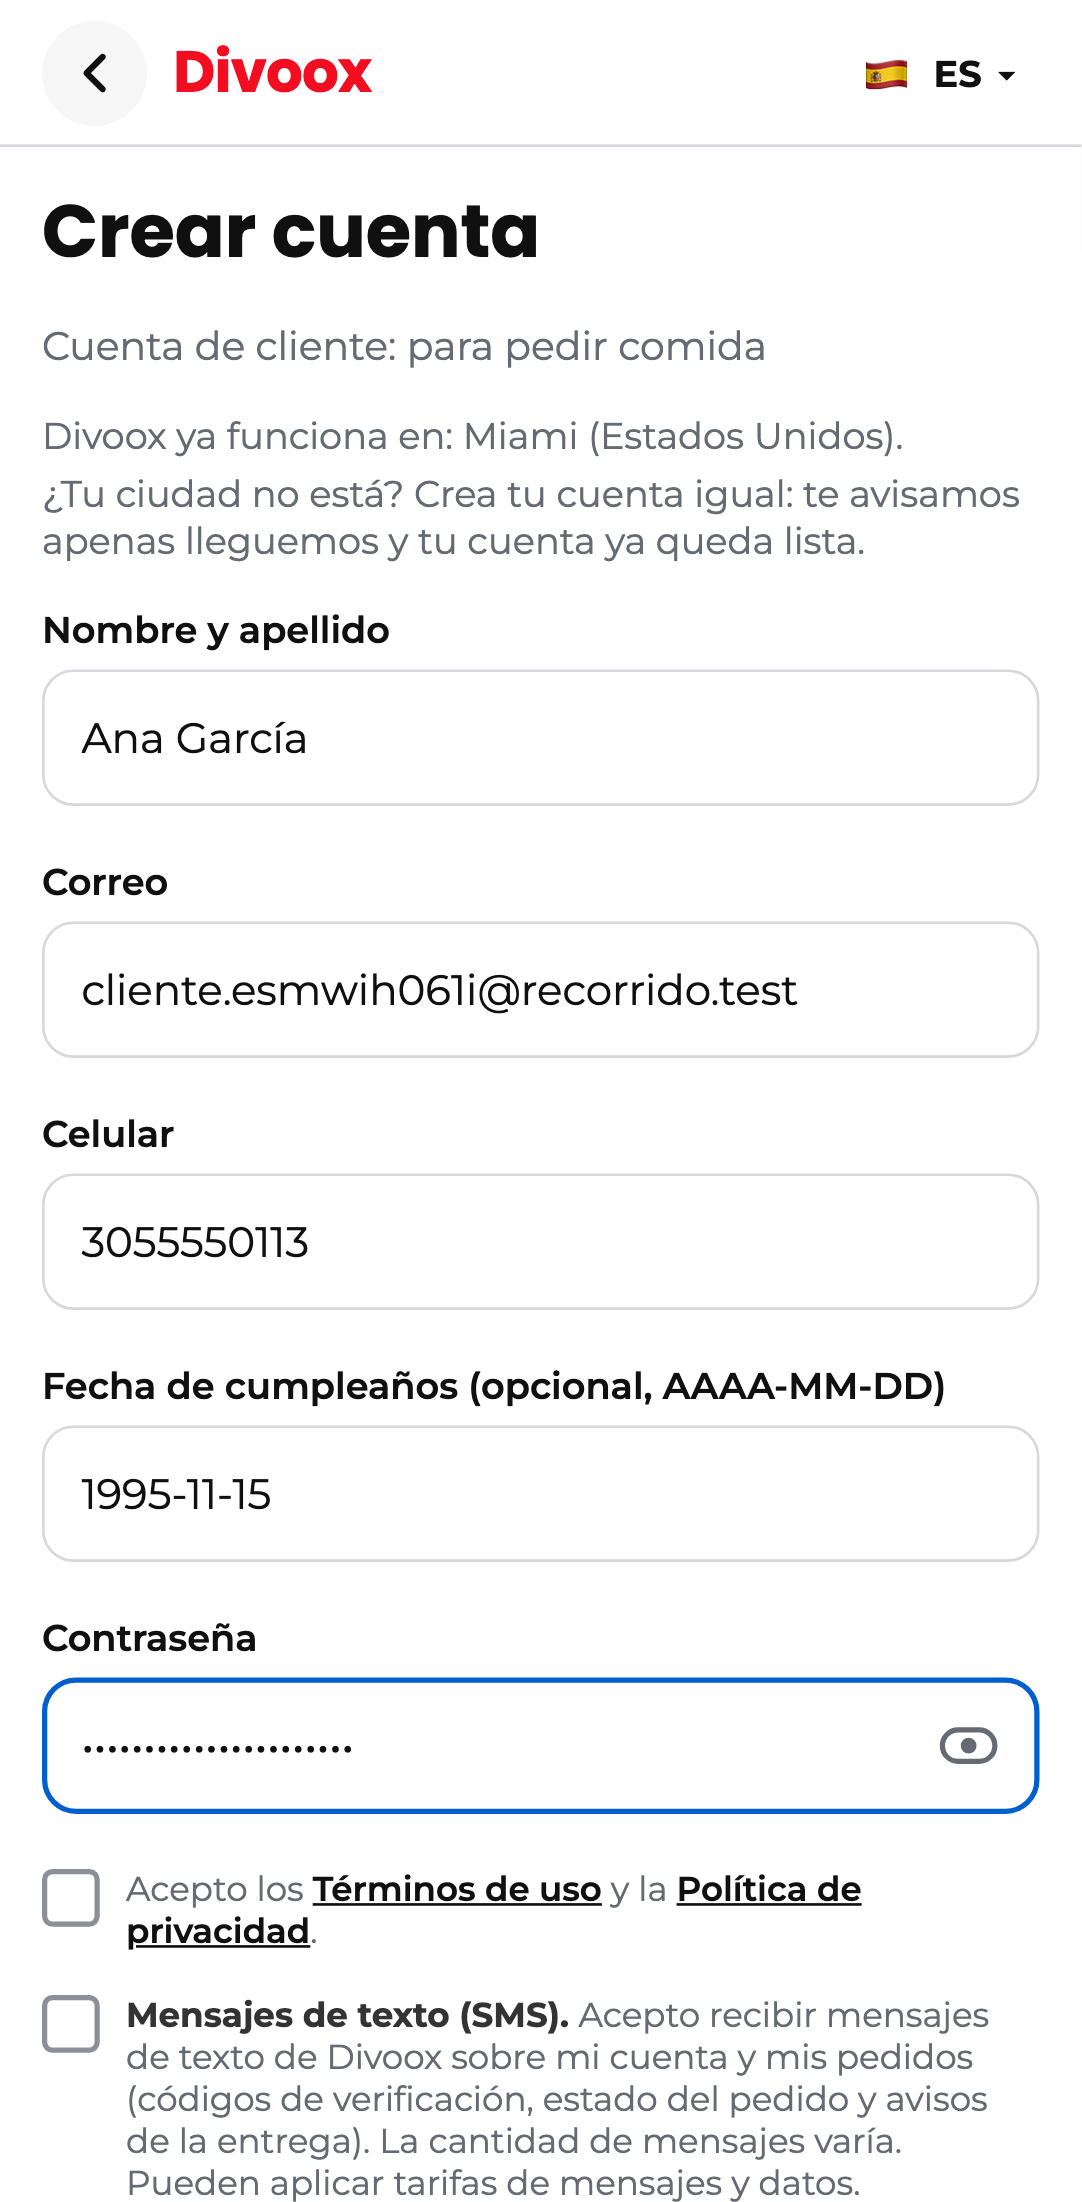 Divoox
ES
Crear cuenta
Cuenta de cliente: para pedir comida
Divoox ya funciona en: Miami (Estados Unidos).
¿Tu ciudad no está? Crea tu cuenta igual: te avisamos
apenas lleguemos y tu cuenta ya queda lista.
Nombre y apellido
Ana García
Correo
cliente.esmwih061i@recorrido.test
Celular
3055550113
Fecha de cumpleaños (opcional, AAAA-MM-DD)
1995-11-15
Contraseña
••••••••••••••••••••••
Acepto los Términos de uso y la Política de
privacidad.
Mensajes de texto (SMS). Acepto recibir mensajes
de texto de Divoox sobre mi cuenta y mis pedidos
(códigos de verificación, estado del pedido y avisos
de la entrega). La cantidad de mensajes varía.
Pueden aplicar tarifas de mensajes y datos.